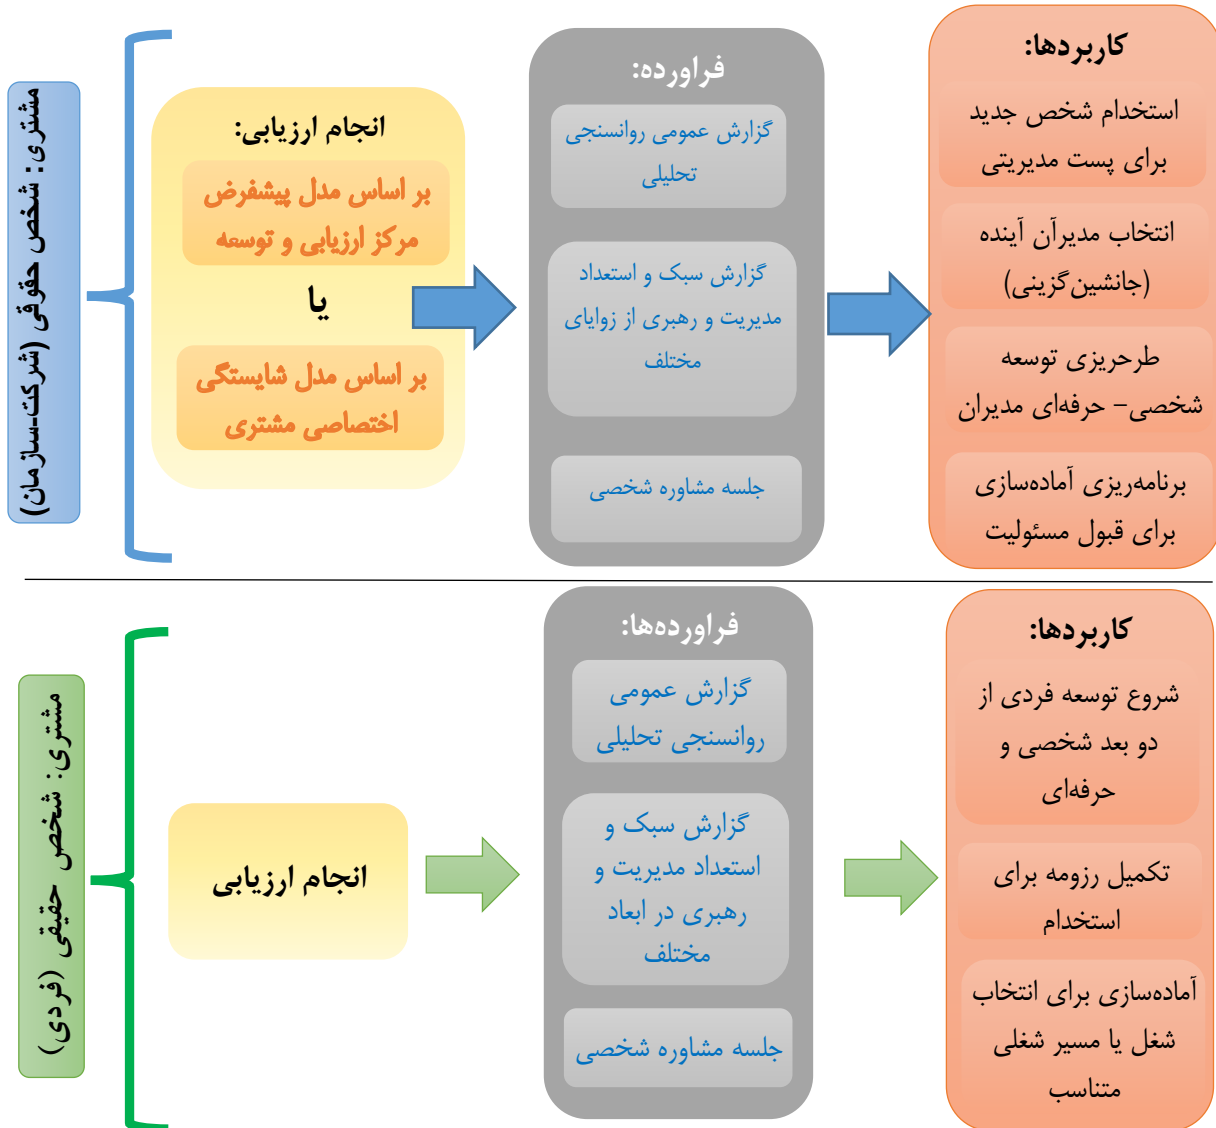 مشتری: شخص حقوقی (شرکت-سازمان)
انجام ارزیابی:
بر اساس مدل پیشفرض
مرکز ارزیابی و توسعه
یا
بر اساس مدل شایستگی
اختصاصی مشتری
فراورده:
گزارش عمومی روانسنجی
تحلیلی
گزارش سبک و استعداد
مدیریت و رهبری از زوایای
مختلف
جلسه مشاوره شخصی
کاربردها:
استخدام شخص جدید
برای پست مدیریتی
انتخاب مدیرآن آینده
(جانشین‌گزینی)
طرحریزی توسعه
شخصی– حرفه‌ای مدیران
برنامه‌ریزی آماده‌سازی
برای قبول مسئولیت
مشتری: شخص حقیقی (فردی)
انجام ارزیابی
فراورده‌ها:
گزارش عمومی
روانسنجی تحلیلی
گزارش سبک و
استعداد مدیریت و
رهبری در ابعاد
مختلف
جلسه مشاوره شخصی
کاربردها:
شروع توسعه فردی از
دو بعد شخصی و
حرفه‌ای
تکمیل رزومه برای
استخدام
آماده‌سازی برای انتخاب
شغل یا مسیر شغلی
متناسب